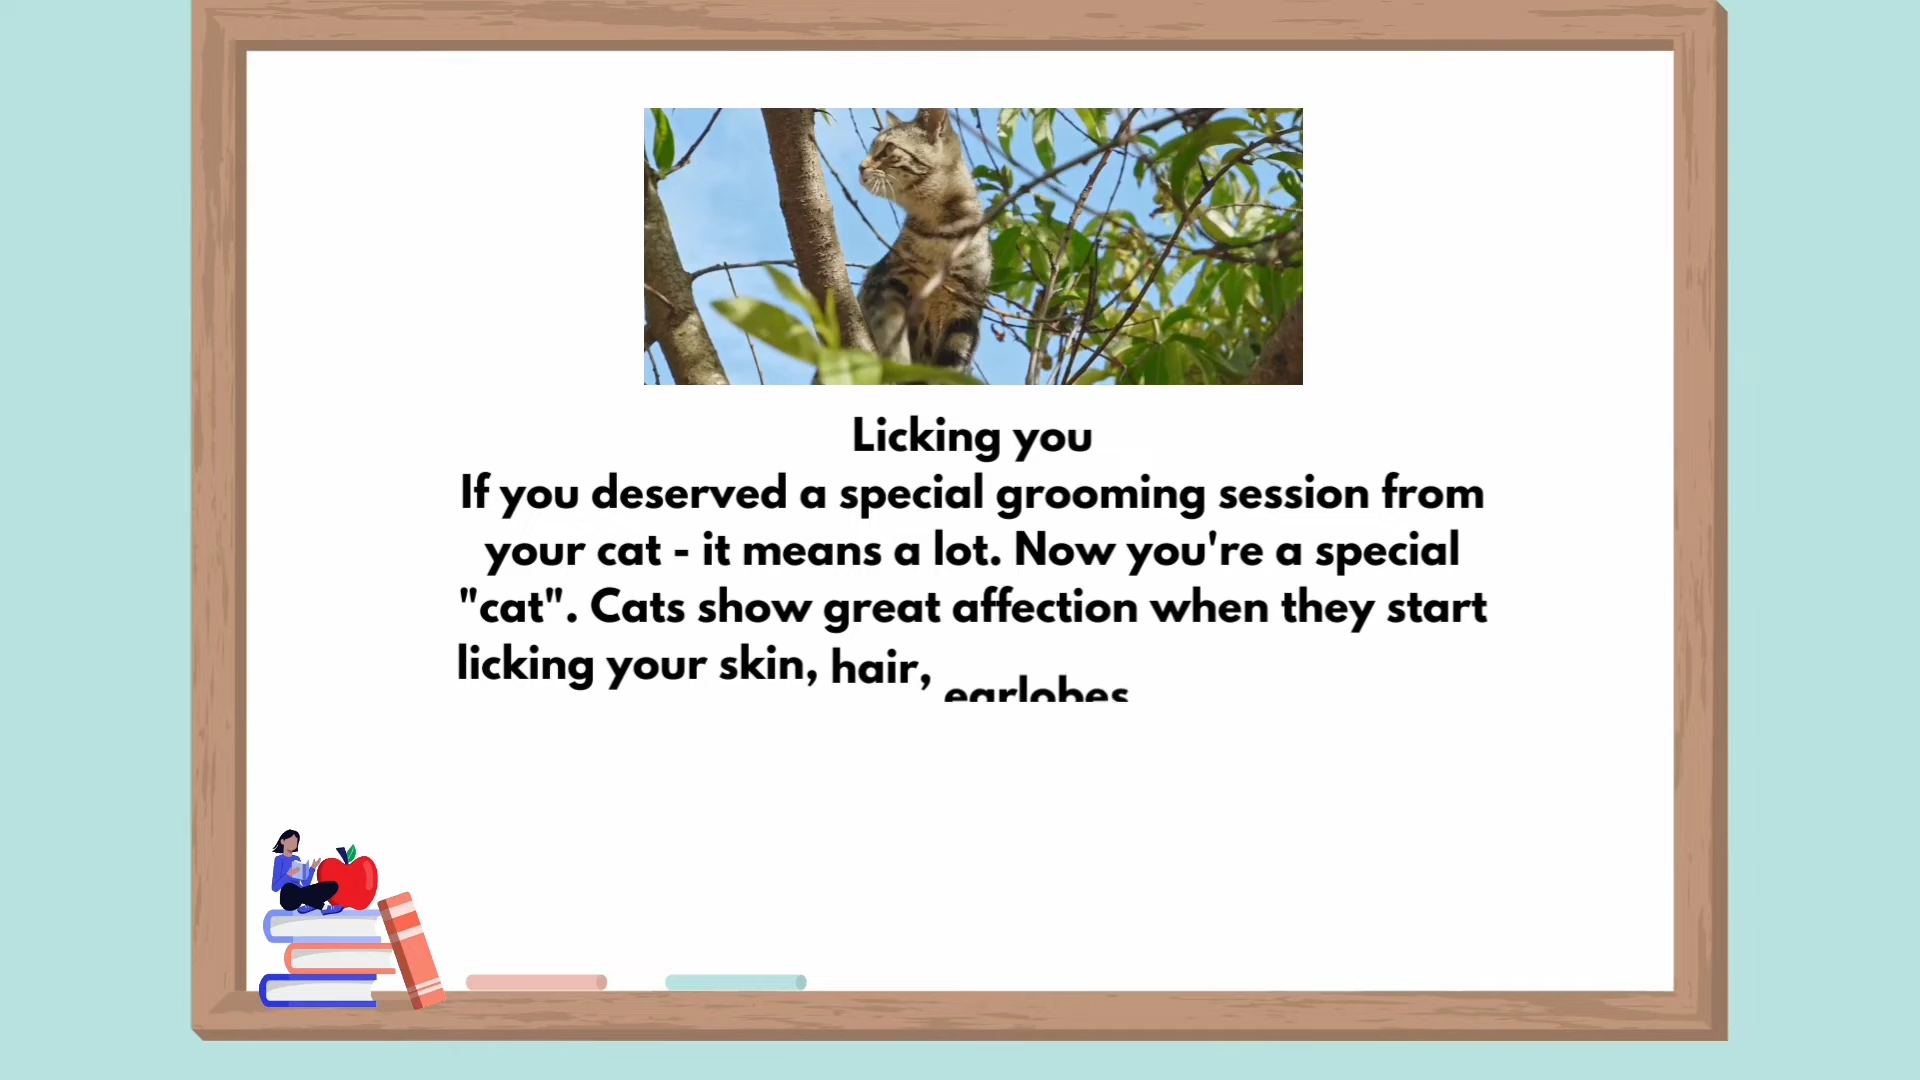 Licking you
If you deserved a special grooming session from
your cat - it means a lot. Now you're a special
"cat". Cats show great affection when they start
licking your skin, hair, earlobes